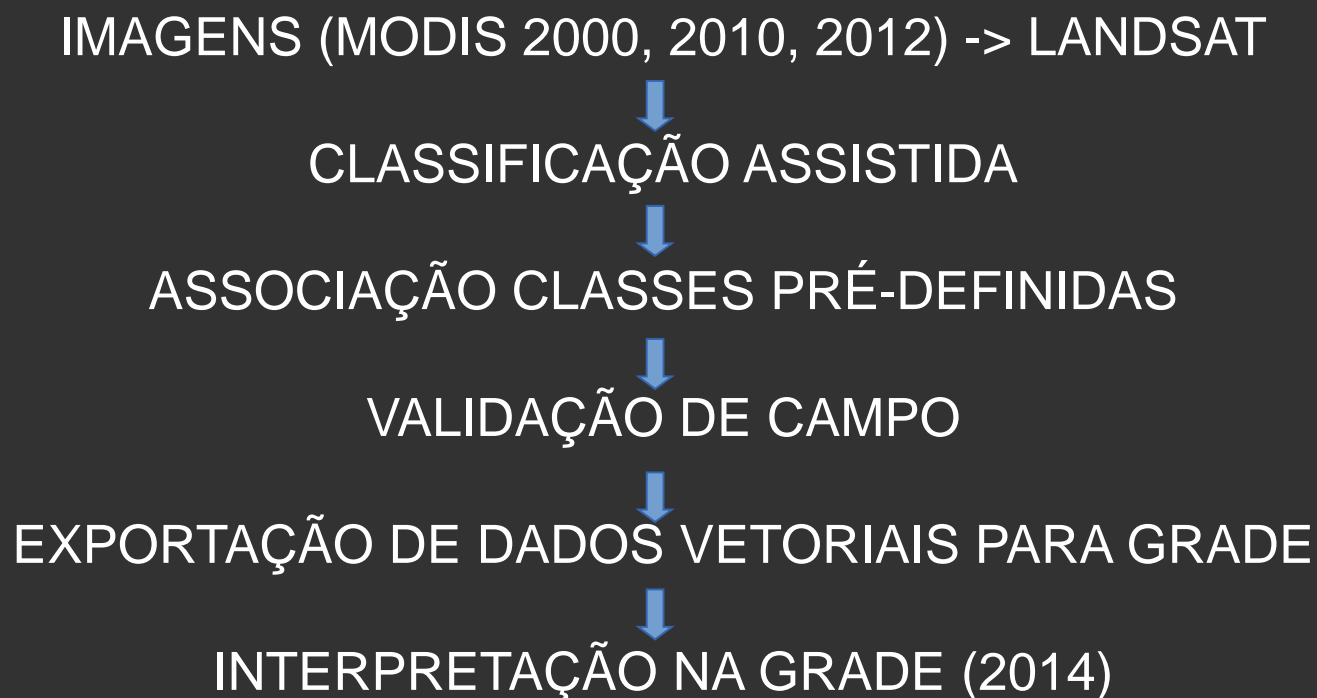 IMAGENS (MODIS 2000, 2010, 2012) -> LANDSAT
CLASSIFICAÇÃO ASSISTIDA
ASSOCIAÇÃO CLASSES PRÉ-DEFINIDAS
VALIDAÇÃO DE CAMPO
EXPORTAÇÃO DE DADOS VETORIAIS PARA GRADE
INTERPRETAÇÃO NA GRADE (2014)